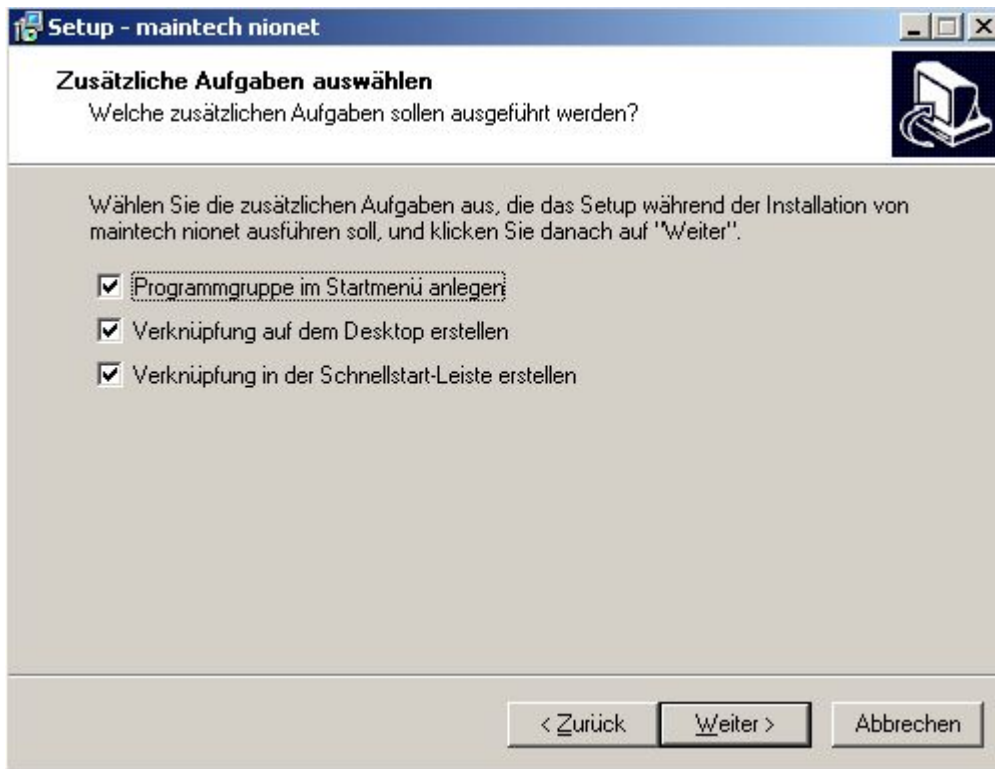 Setup - maintech nionet
Zusätzliche Aufgaben auswählen
Welche zusätzlichen Aufgaben sollen ausgeführt werden?
Wählen Sie die zusätzlichen Aufgaben aus, die das Setup während der Installation von
maintech nionet ausführen soll, und klicken Sie danach auf "Weiter".
Programmgruppe im Startmenü anlegen
Verknüpfung auf dem Desktop erstellen
Verknüpfung in der Schnellstart-Leiste erstellen
< Zurück
Weiter >
Abbrechen